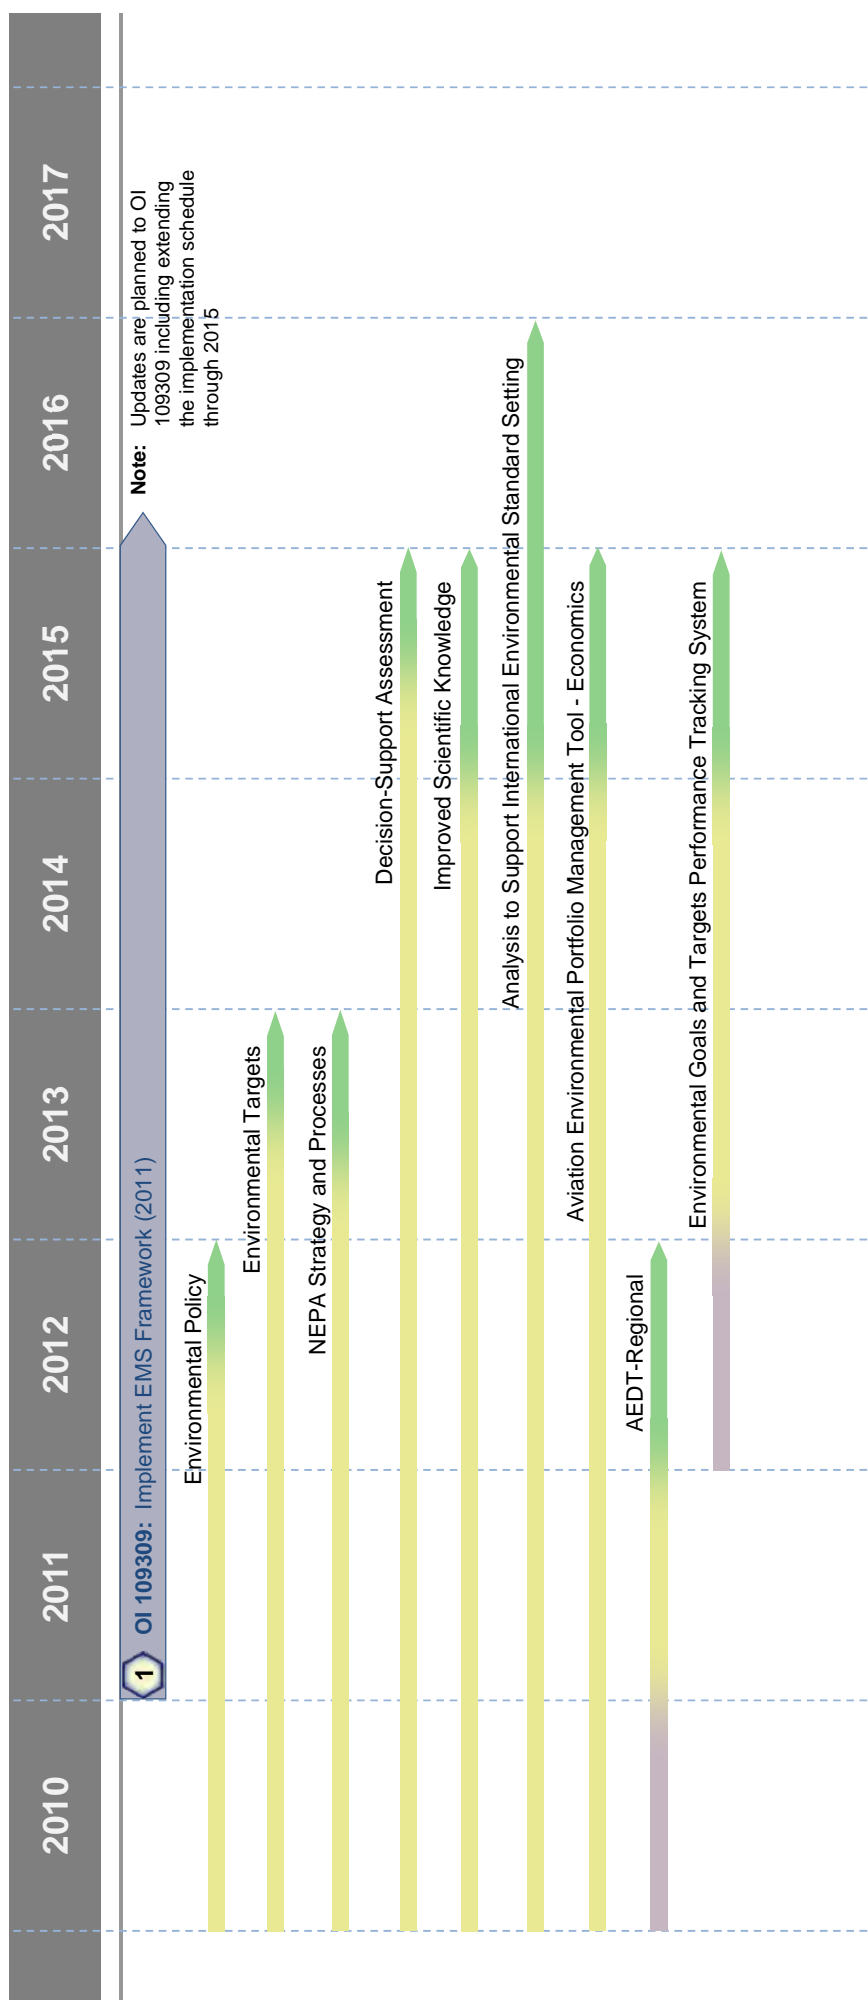 2010
2011
2012
2013
2014
2015
2016
2017
1
OI 109309: Implement EMS Framework (2011)
Note: Updates are planned to OI
109309 including extending
the implementation schedule
through 2015
Environmental Policy
Environmental Targets
NEPA Strategy and Processes
Decision-Support Assessment
Improved Scientific Knowledge
Analysis to Support International Environmental Standard Setting
Aviation Environmental Portfolio Management Tool - Economics
AEDT-Regional
Environmental Goals and Targets Performance Tracking System